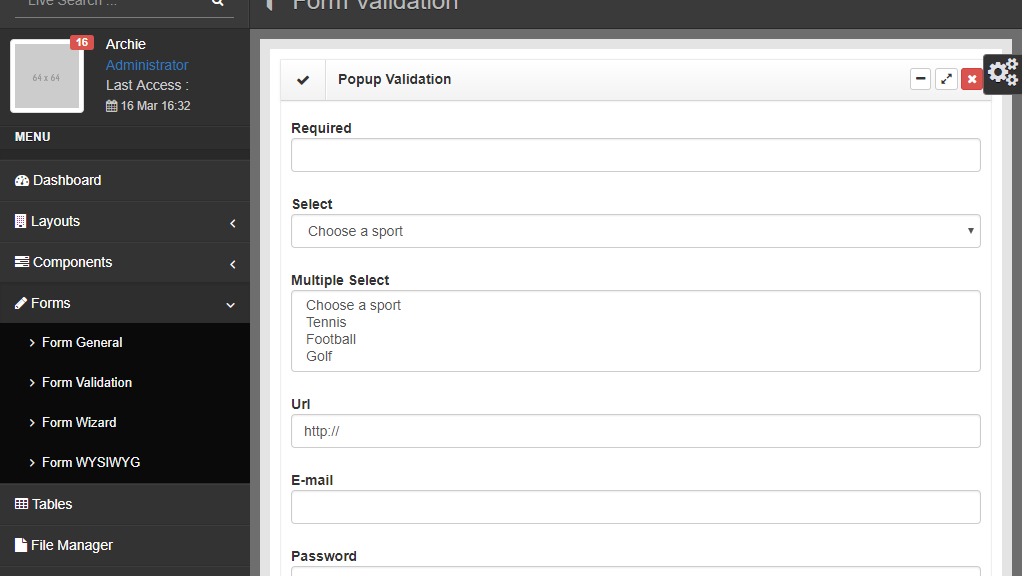 Live Search ...
Form Validation
64 x 64
16
Archie
Administrator
Last Access :
16 Mar 16:32
MENU
Dashboard
Layouts
Components
Forms
Form General
Form Validation
Form Wizard
Form WYSIWYG
Tables
File Manager
Popup Validation
Required
Select
Choose a sport
Multiple Select
Choose a sport
Tennis
Football
Golf
Url
http://
E-mail
Password